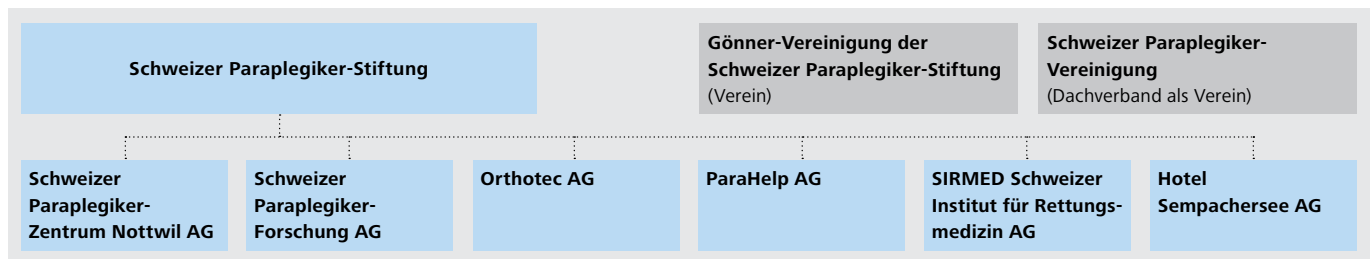 Schweizer Paraplegiker-Stiftung
Gönner-Vereinigung der
Schweizer Paraplegiker-Stiftung
(Verein)
Schweizer Paraplegiker-
Vereinigung
(Dachverband als Verein)
Schweizer
Paraplegiker-
Zentrum Nottwil AG
Schweizer
Paraplegiker-
Forschung AG
Orthotec AG
ParaHelp AG
SIRMED Schweizer
Institut für Rettungs-
medizin AG
Hotel
Sempachersee AG